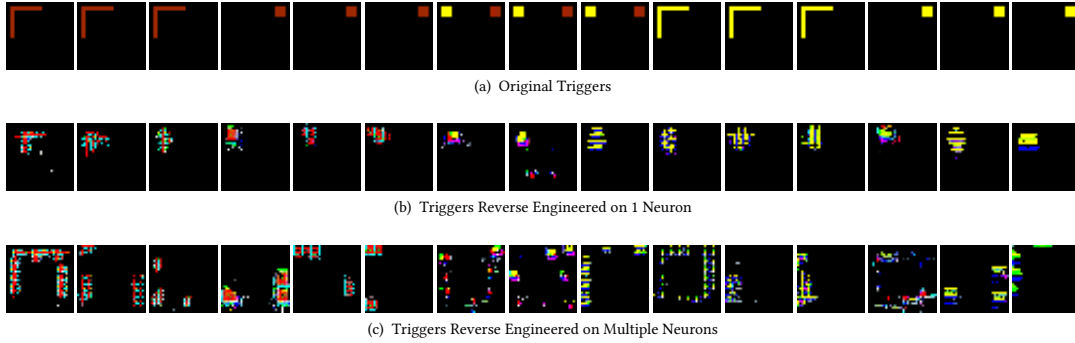 (a) Original Triggers
(b) Triggers Reverse Engineered on 1 Neuron
(c) Triggers Reverse Engineered on Multiple Neurons